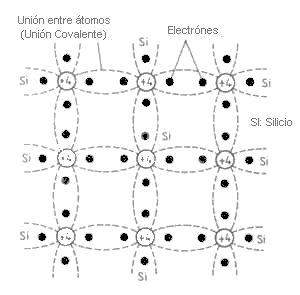 Unión entre átomos
(Unión Covalente)
Electrónes
Si
Si
Si
+4
+4
+4
Si
SI: Silicio
Si
Si
+4
+4
+4
Si
Si
+4
+4
+4
Si
Si